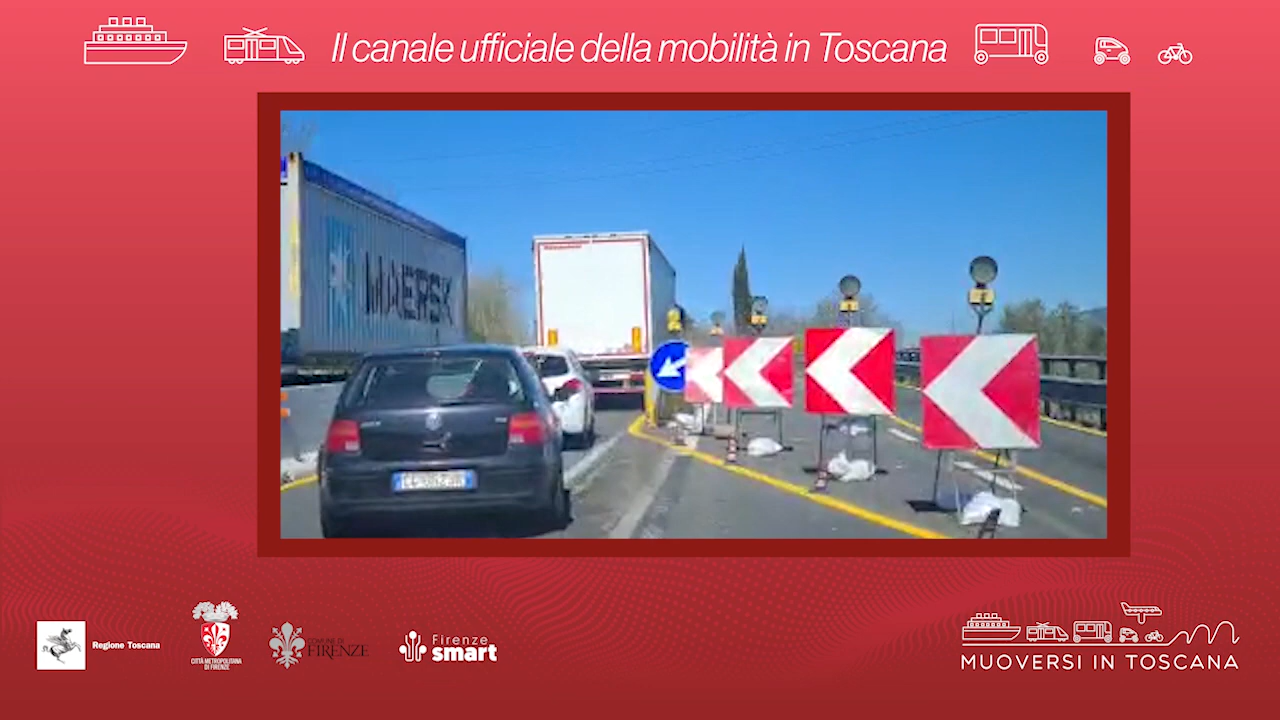 Il canale ufficiale della mobilità in Toscana
MAERSK
Regione Toscana
CITTÀ METROPOLITANA
DI FIRENZE
COMUNE DI
FIRENZE
Firenze
smart
MUOVERSI IN TOSCANA